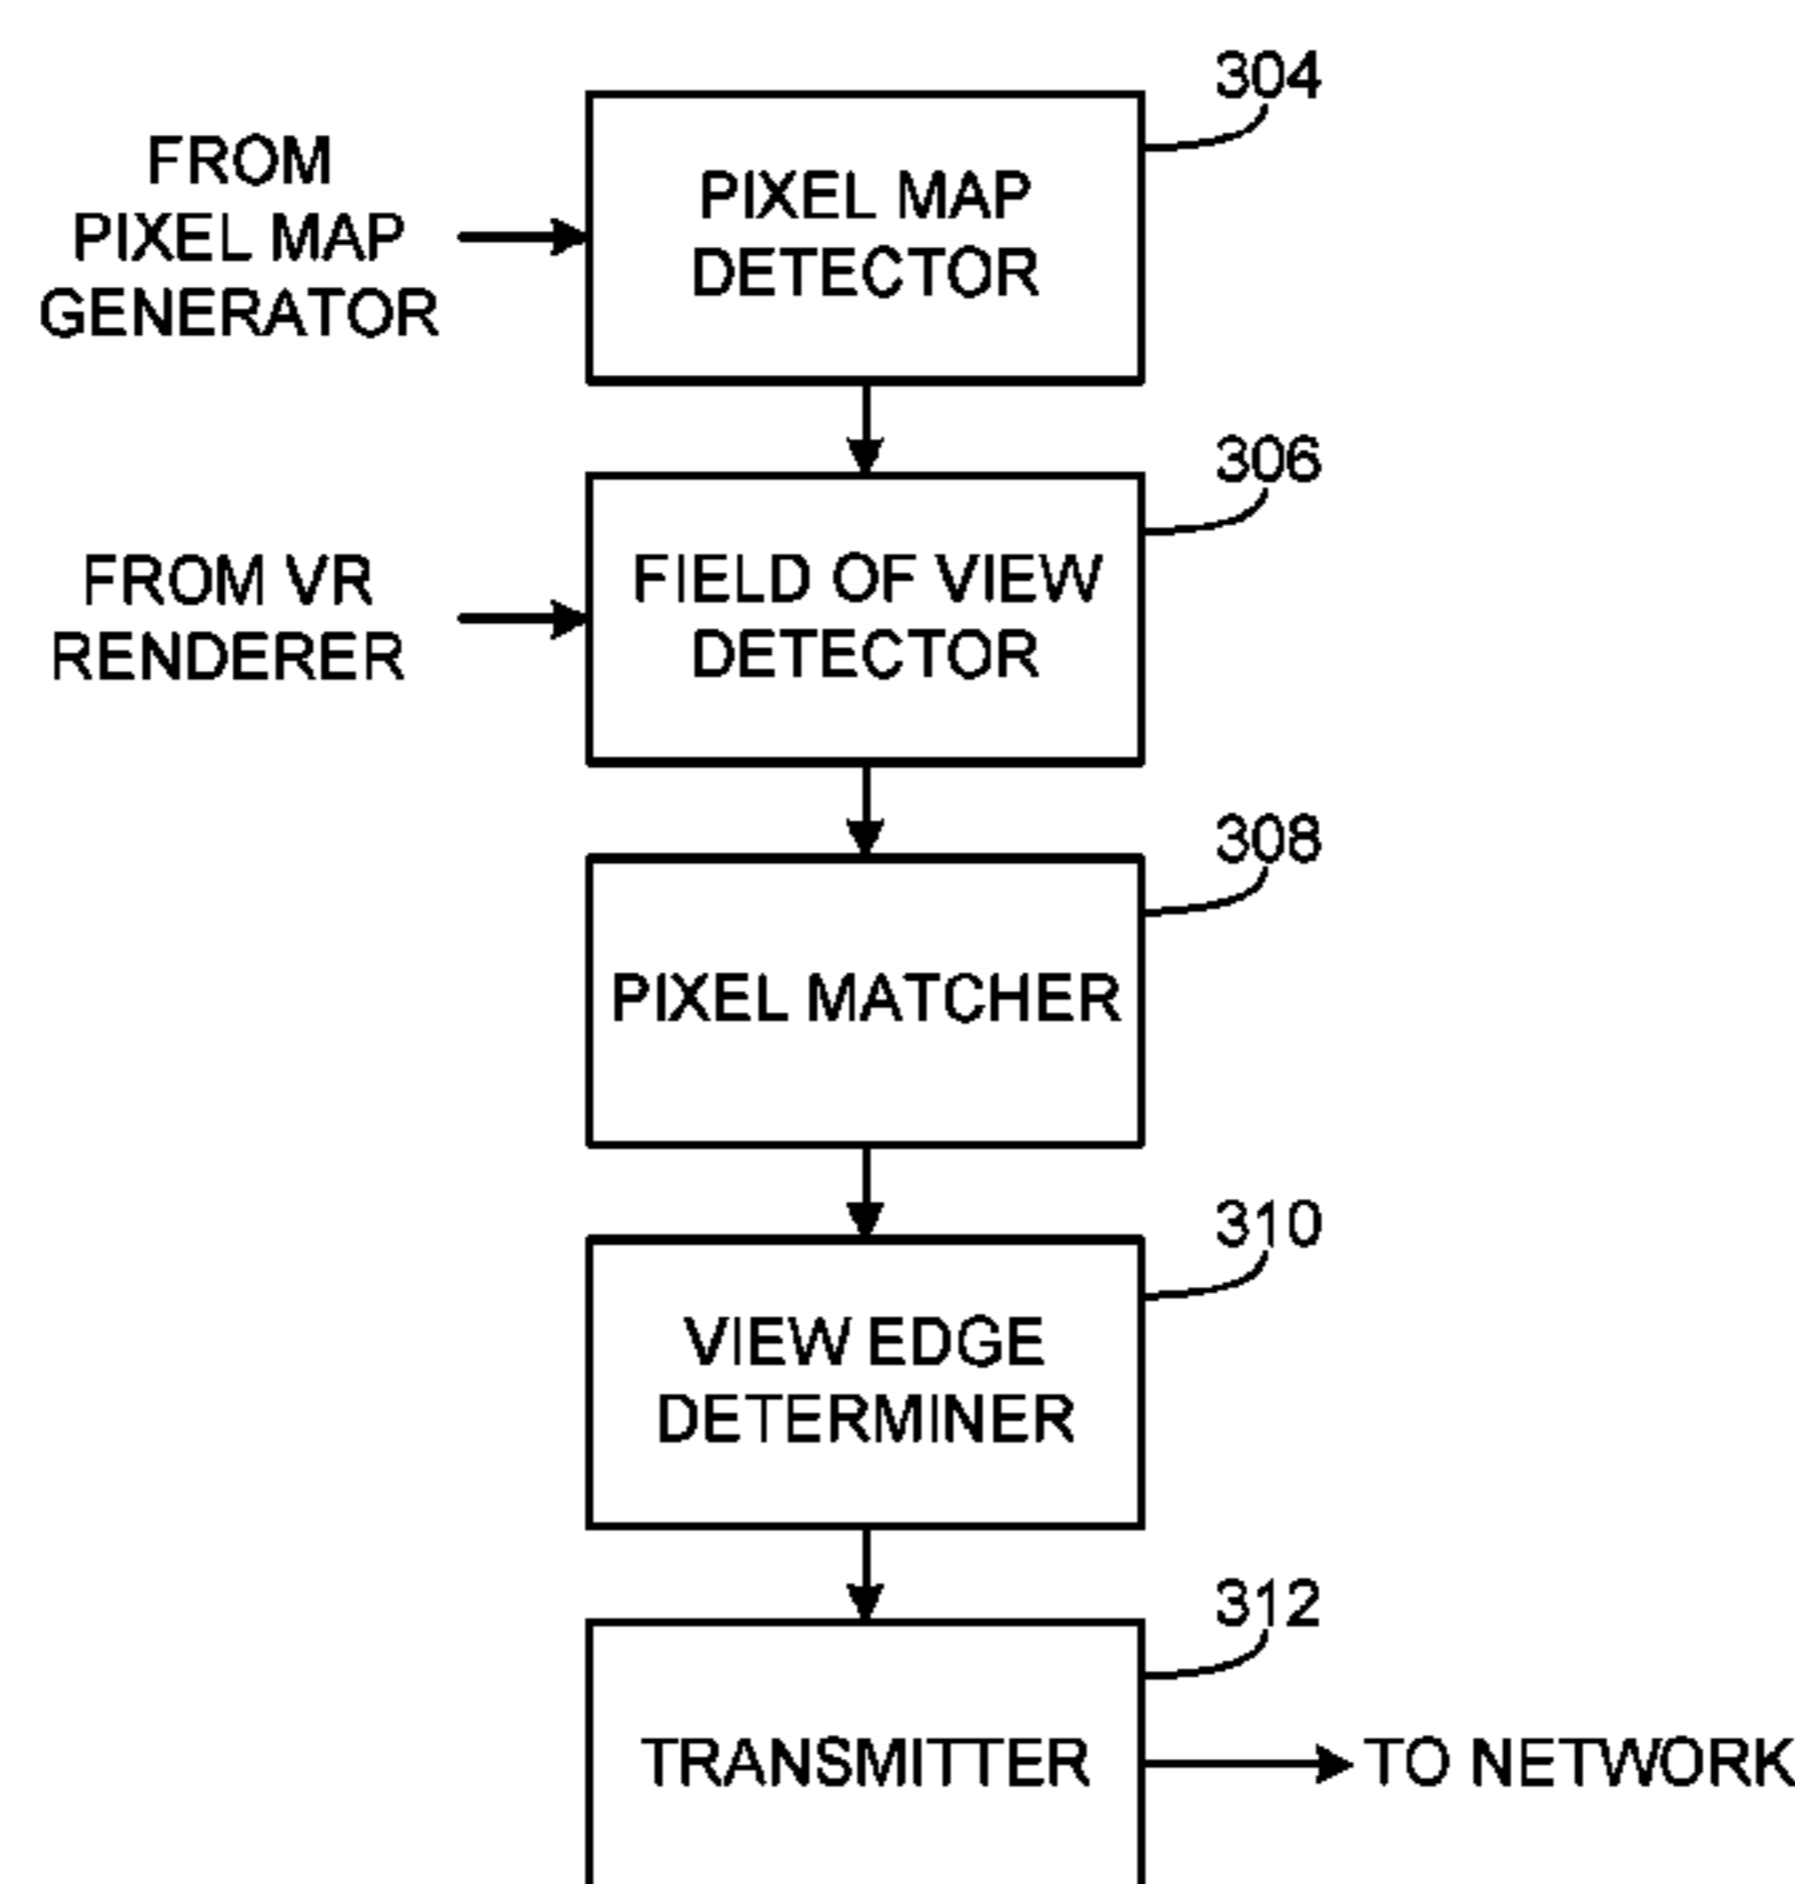 304
FROM
PIXEL MAP
GENERATOR
PIXEL MAP
DETECTOR
306
FROM VR
RENDERER
FIELD OF VIEW
DETECTOR
308
PIXEL MATCHER
310
VIEW EDGE
DETERMINER
312
TRANSMITTER
TO NETWORK